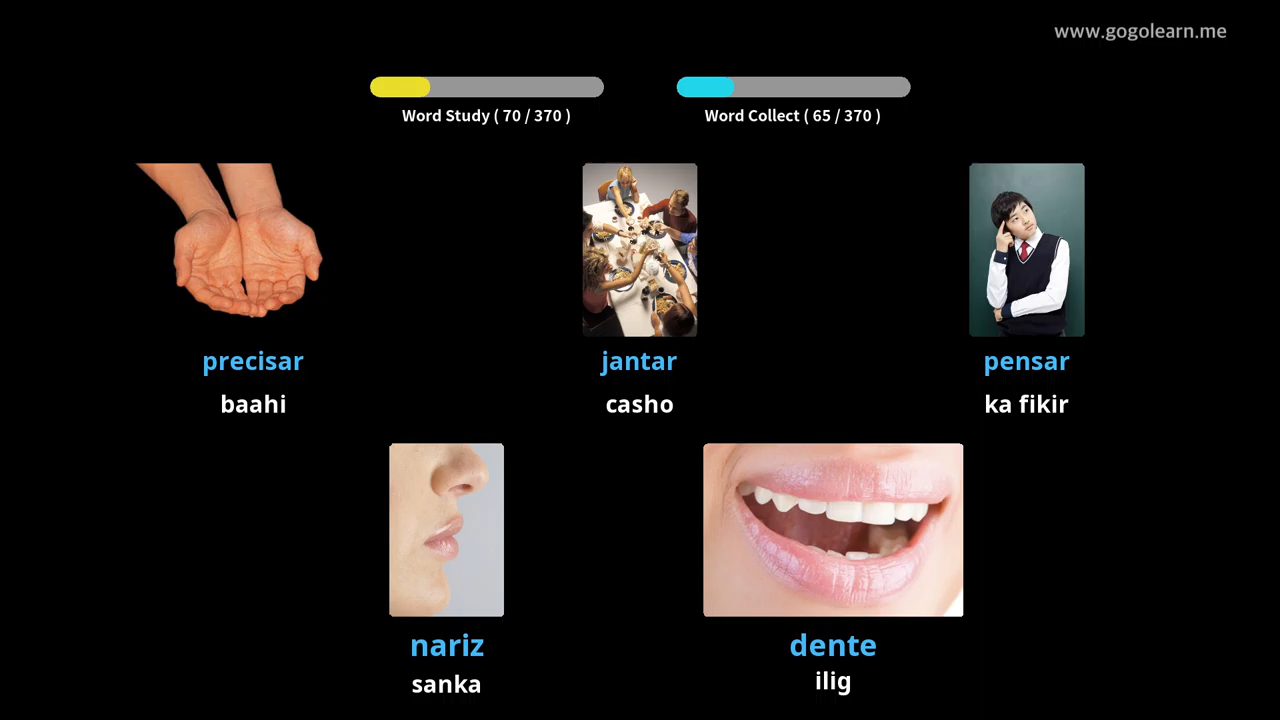 www.gogolearn.me
Word Study ( 70 / 370 )
Word Collect ( 65 / 370 )
precisar
baahi
jantar
casho
pensar
ka fikir
nariz
sanka
dente
ilig